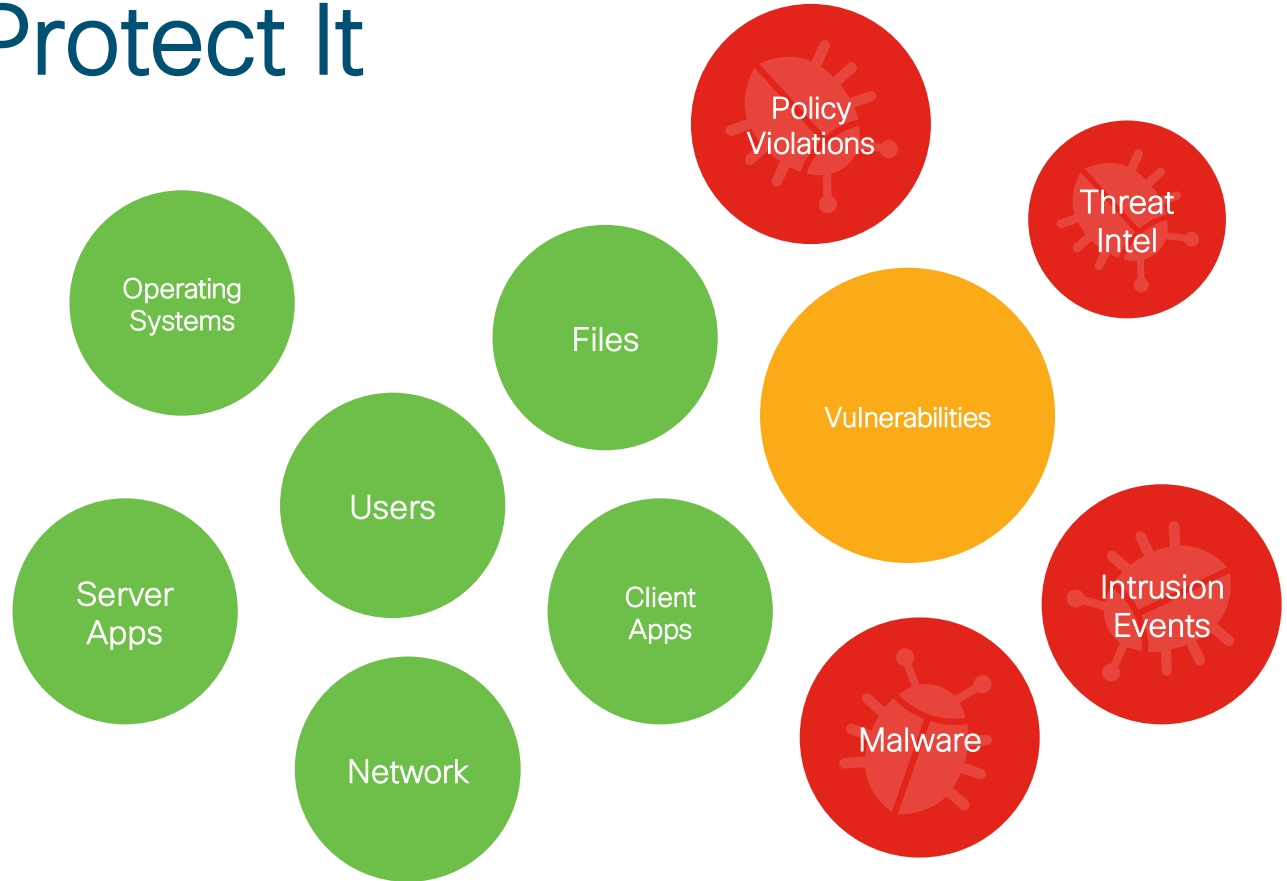 Protect It
Policy
Violations
Threat
Intel
Operating
Systems
Files
Vulnerabilities
Users
Server
Apps
Client
Apps
Intrusion
Events
Malware
Network